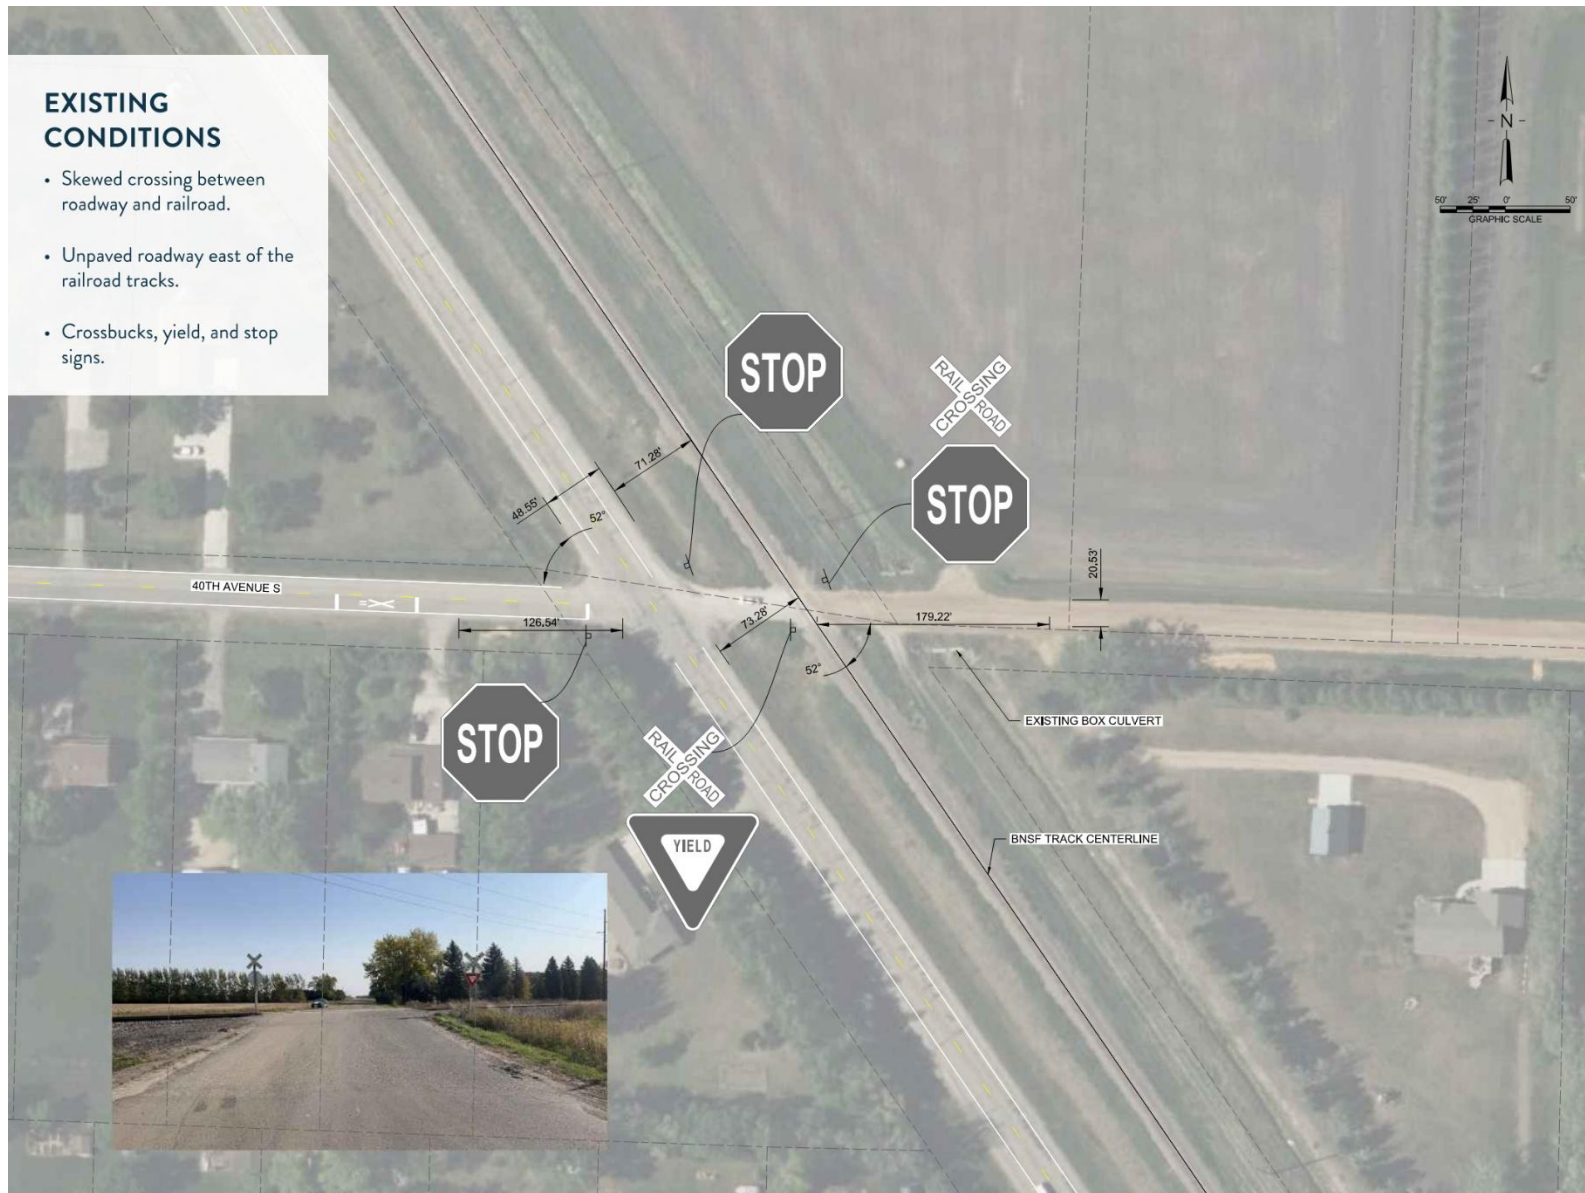 EXISTING
CONDITIONS
• Skewed crossing between
roadway and railroad.
• Unpaved roadway east of the
railroad tracks.
• Crossbucks, yield, and stop
signs.
- N -
50' 25' 0' 50'
GRAPHIC SCALE
STOP
RAIL ROAD
CROSSING
STOP
71.28'
48.55'
52°
40TH AVENUE S
20.53'
126.54'
73.28'
179.22'
52°
EXISTING BOX CULVERT
STOP
RAIL ROAD
CROSSING
YIELD
BNSF TRACK CENTERLINE